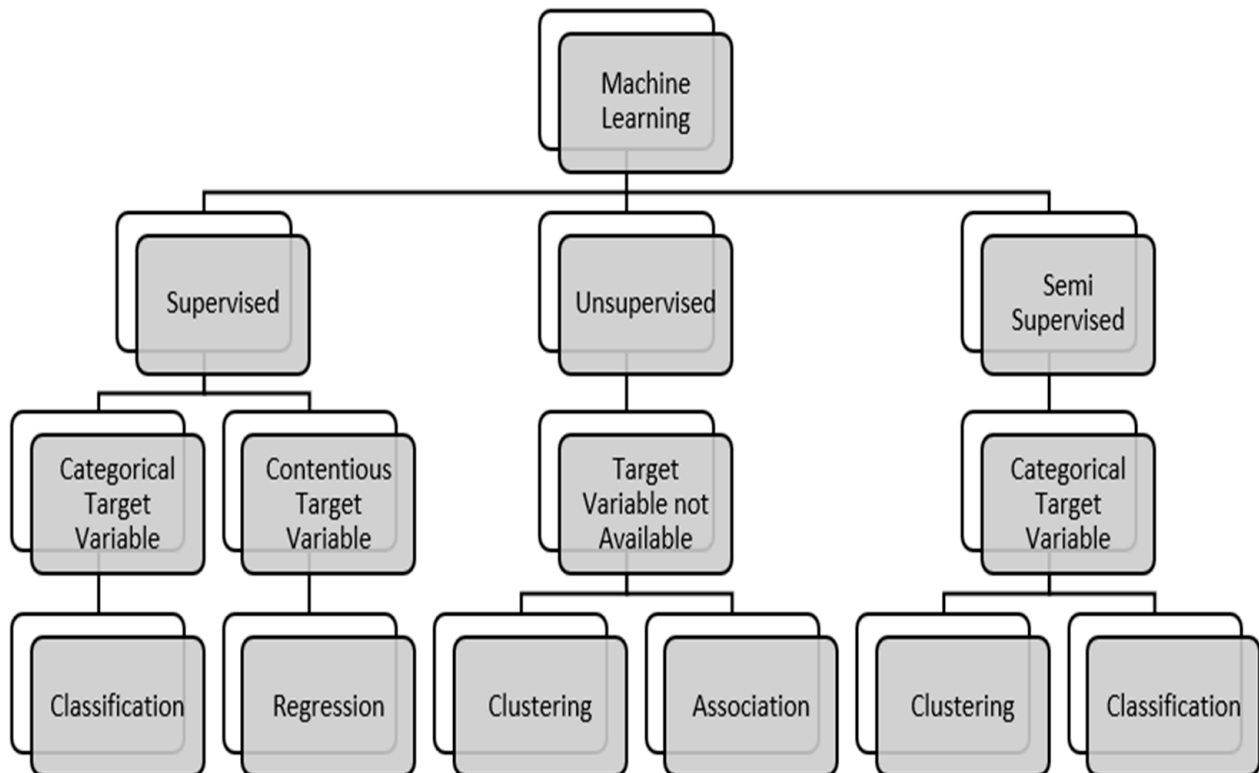 Machine
Learning
Supervised
Unsupervised
Semi
Supervised
Categorical
Target
Variable
Contentious
Target
Variable
Target
Variable not
Available
Categorical
Target
Variable
Classification
Regression
Clustering
Association
Clustering
Classification